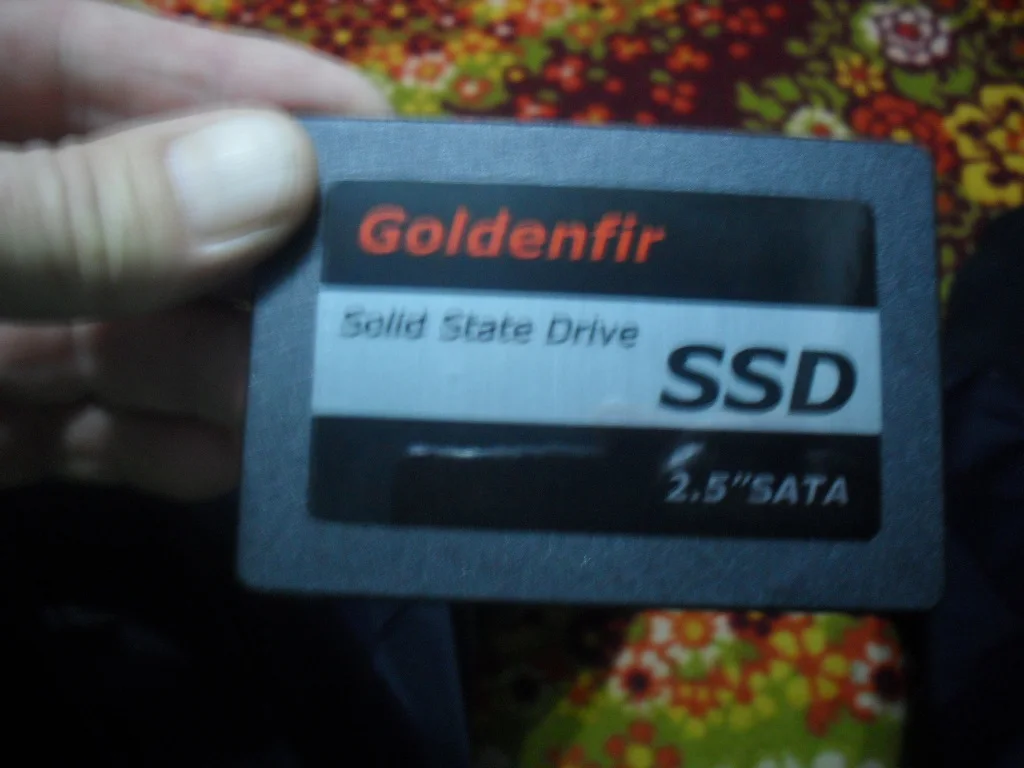 Goldenfir
Solid State Drive
SSD
2.5"SATA